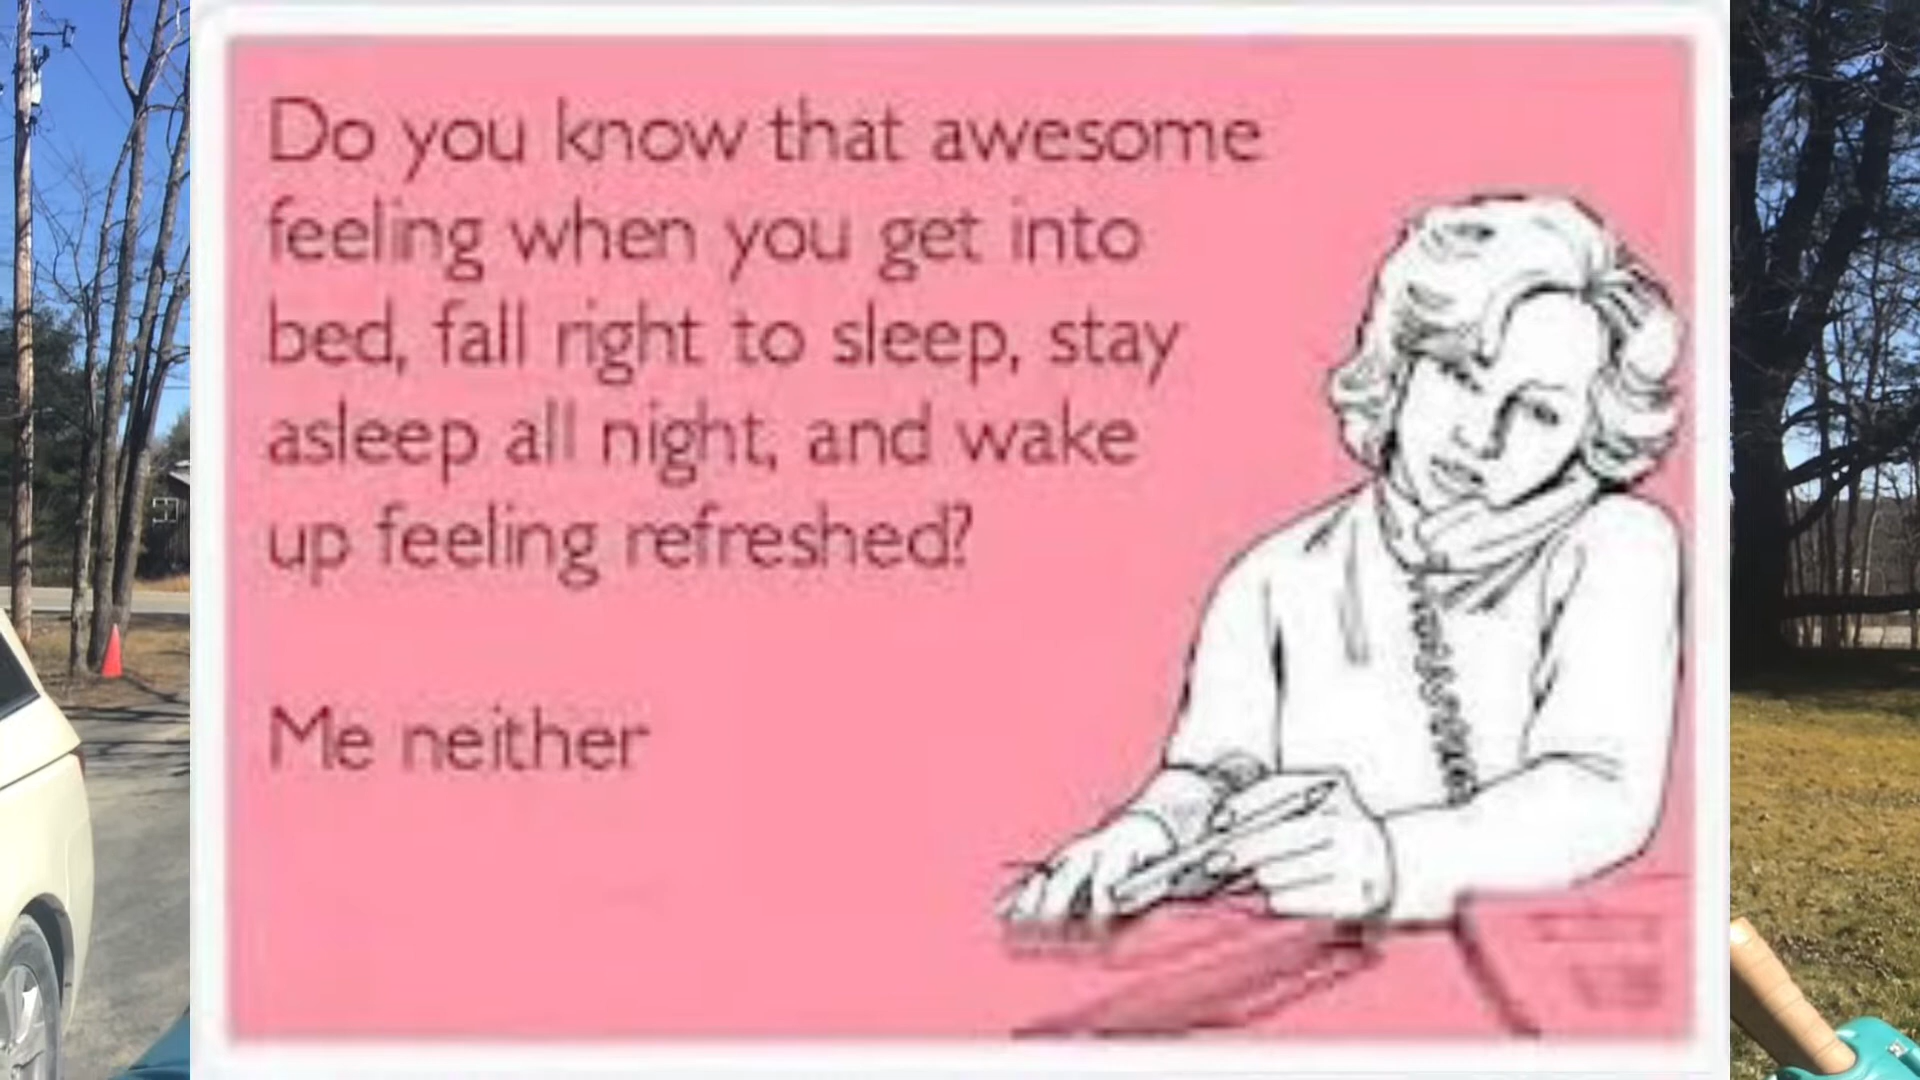 Do you know that awesome
feeling when you get into
bed, fall right to sleep, stay
asleep all night, and wake
up feeling refreshed?
Me neither